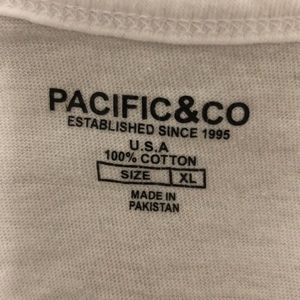 PACIFIC&CO
ESTABLISHED SINCE 1995
U.S.A
100% COTTON
SIZE XL
MADE IN
PAKISTAN